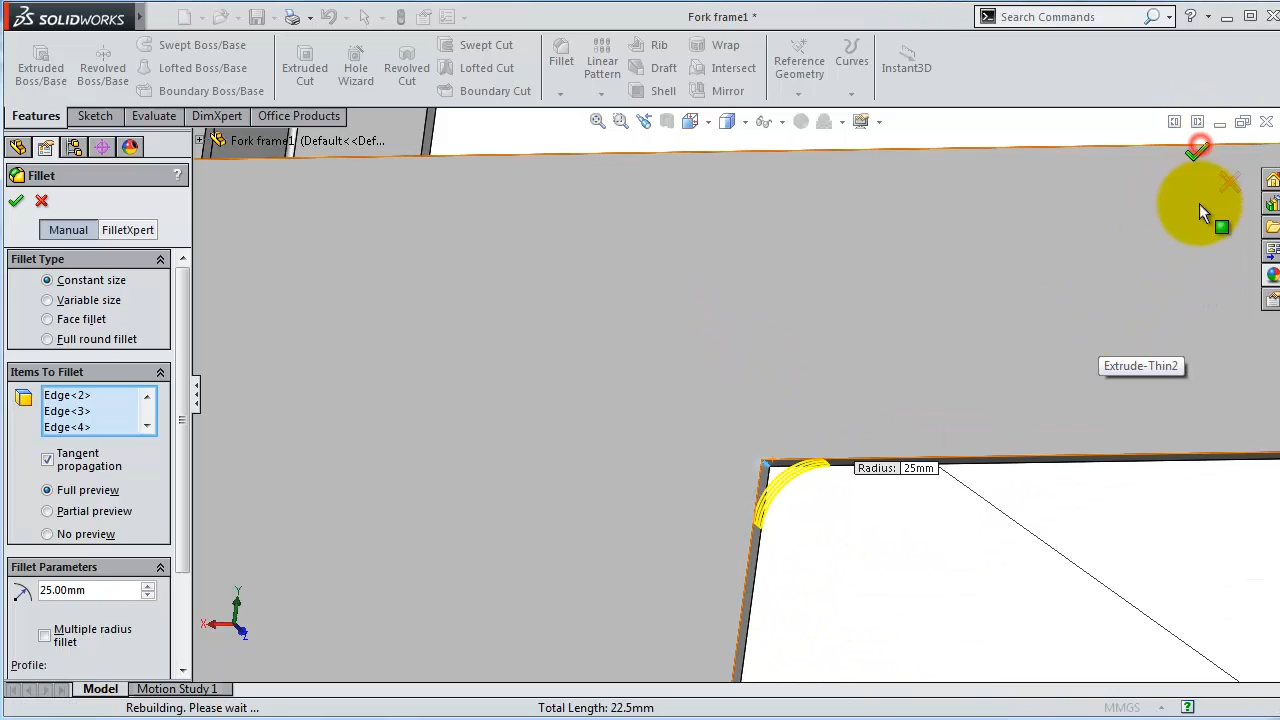 SOLIDWORKS
Fork frame1 *
Search Commands
Extruded Boss/Base
Revolved Boss/Base
Swept Boss/Base
Lofted Boss/Base
Boundary Boss/Base
Extruded Cut
Hole Wizard
Revolved Cut
Swept Cut
Lofted Cut
Boundary Cut
Fillet
Linear Pattern
Rib
Draft
Shell
Wrap
Intersect
Mirror
Reference Geometry
Curves
Instant3D
Features
Sketch
Evaluate
DimXpert
Office Products
Fork frame1 (Default<<Def...
Fillet
?
Manual
FilletXpert
Fillet Type
Constant size
Variable size
Face fillet
Full round fillet
Items To Fillet
Edge<2>
Edge<3>
Edge<4>
Tangent propagation
Full preview
Partial preview
No preview
Fillet Parameters
25.00mm
Multiple radius fillet
Profile:
Extrude-Thin2
Radius: 25mm
Y
X
Z
Model
Motion Study 1
Rebuilding. Please wait ...
Total Length: 22.5mm
MMGS
?